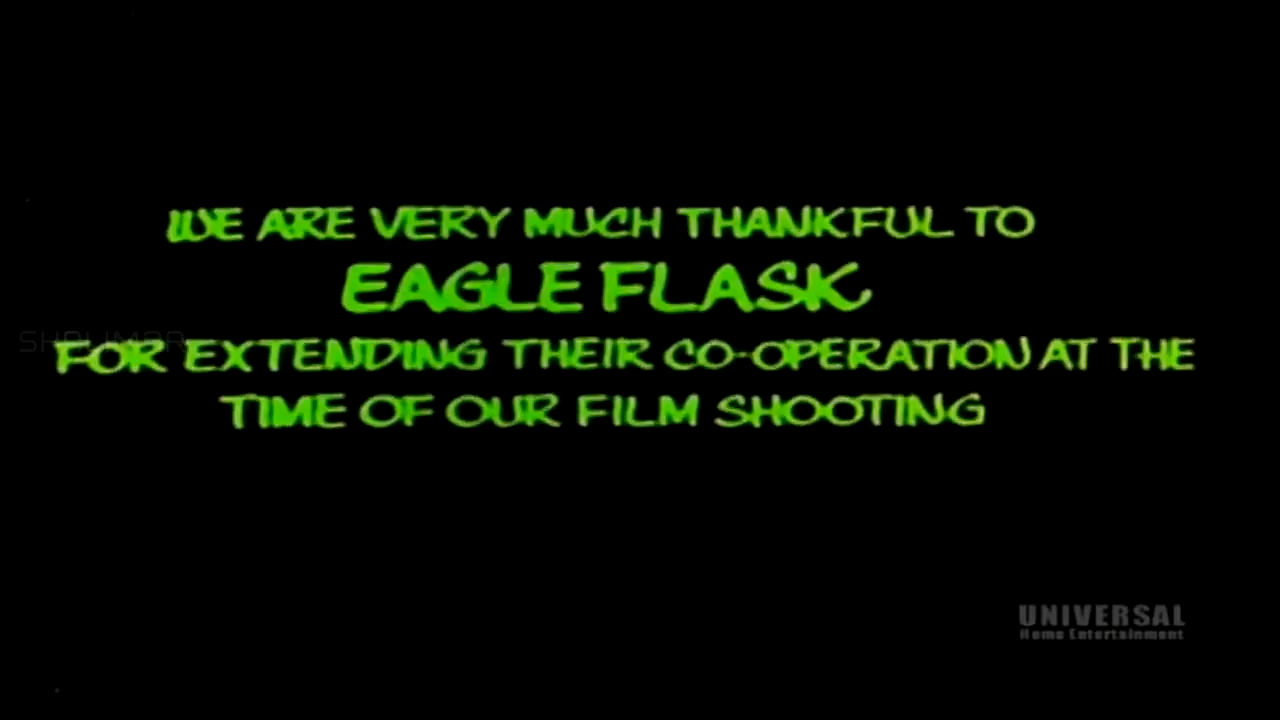 WE ARE VERY MUCH THANKFUL TO
EAGLE FLASK
SHALIMAR
FOR EXTENDING THEIR CO-OPERATION AT THE
TIME OF OUR FILM SHOOTING
UNIVERSAL
Home Entertainment